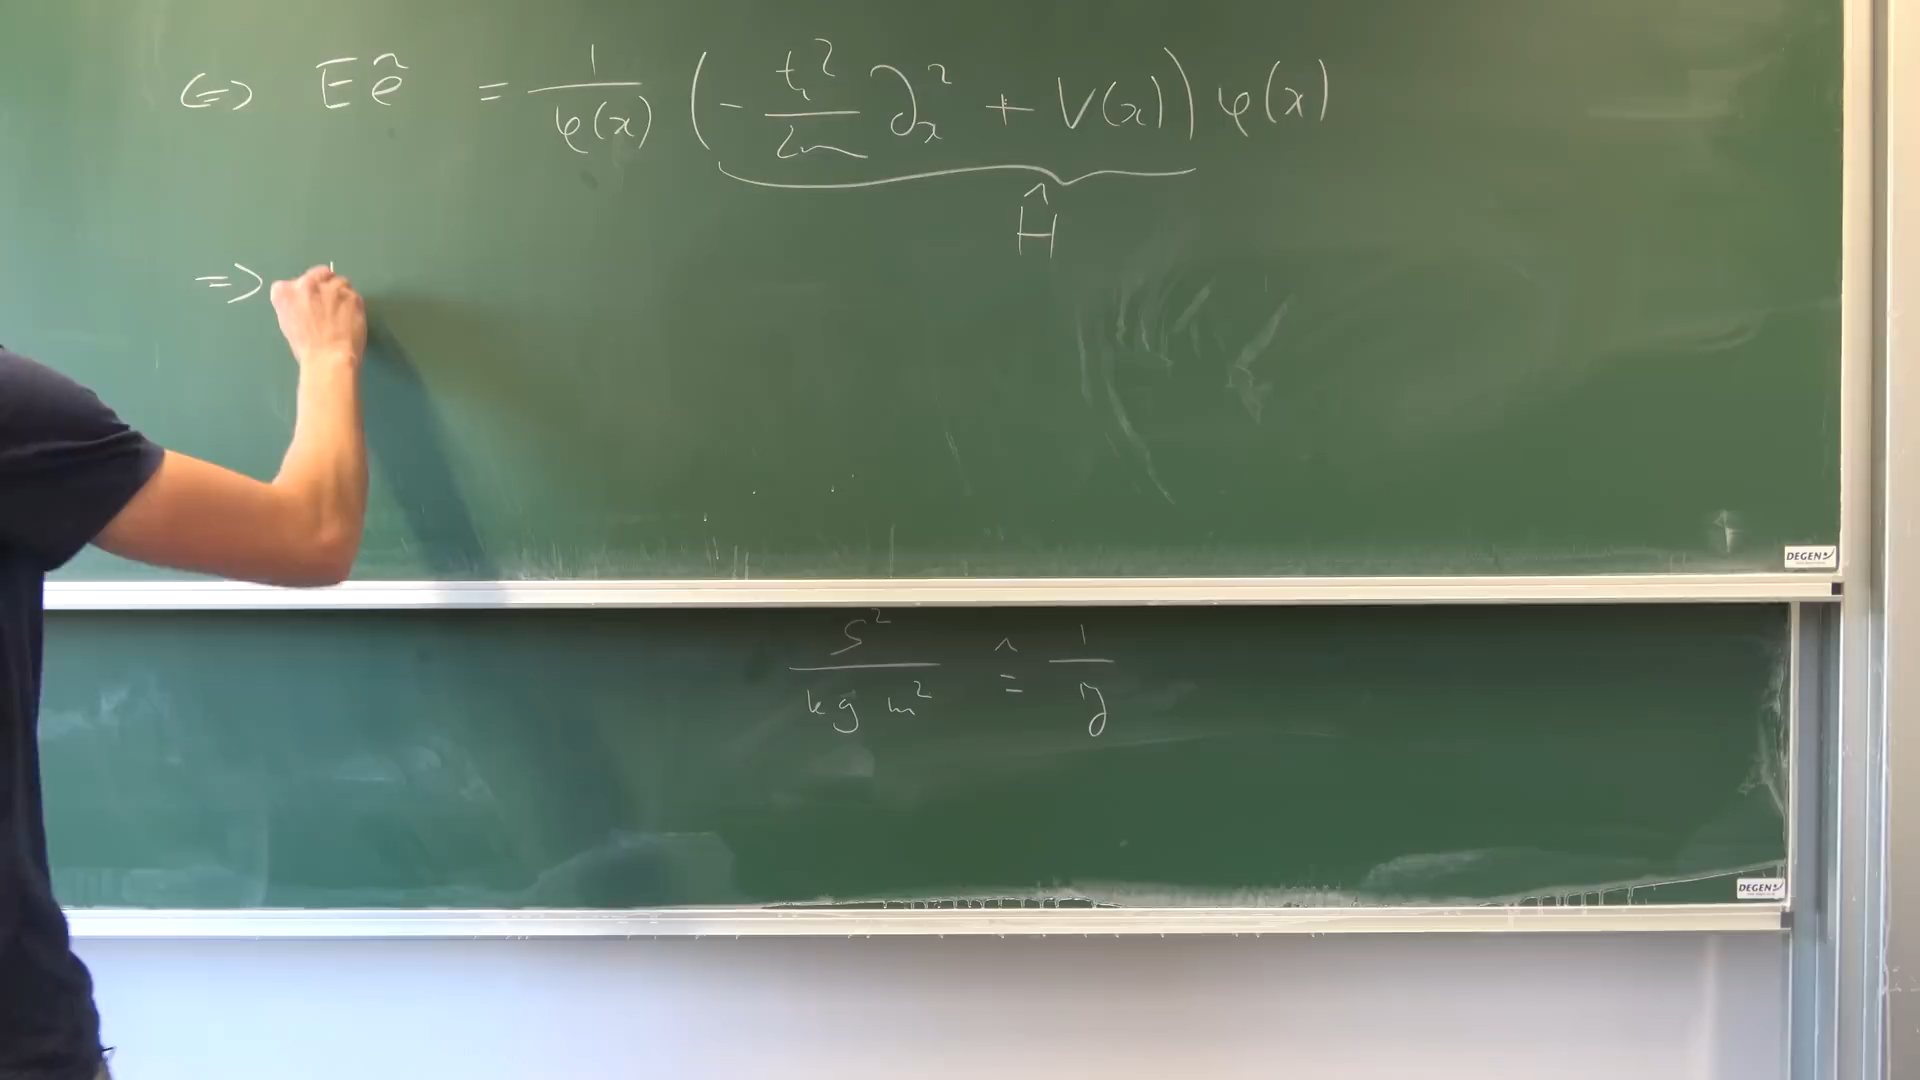 ⇔ E ẽ = 1/φ(x) (-ħ²/2m ∂ₓ² + V(x)) φ(x)
Ĥ
⇒
DEGEN
s²/kg m² ≙ 1/J
DEGEN